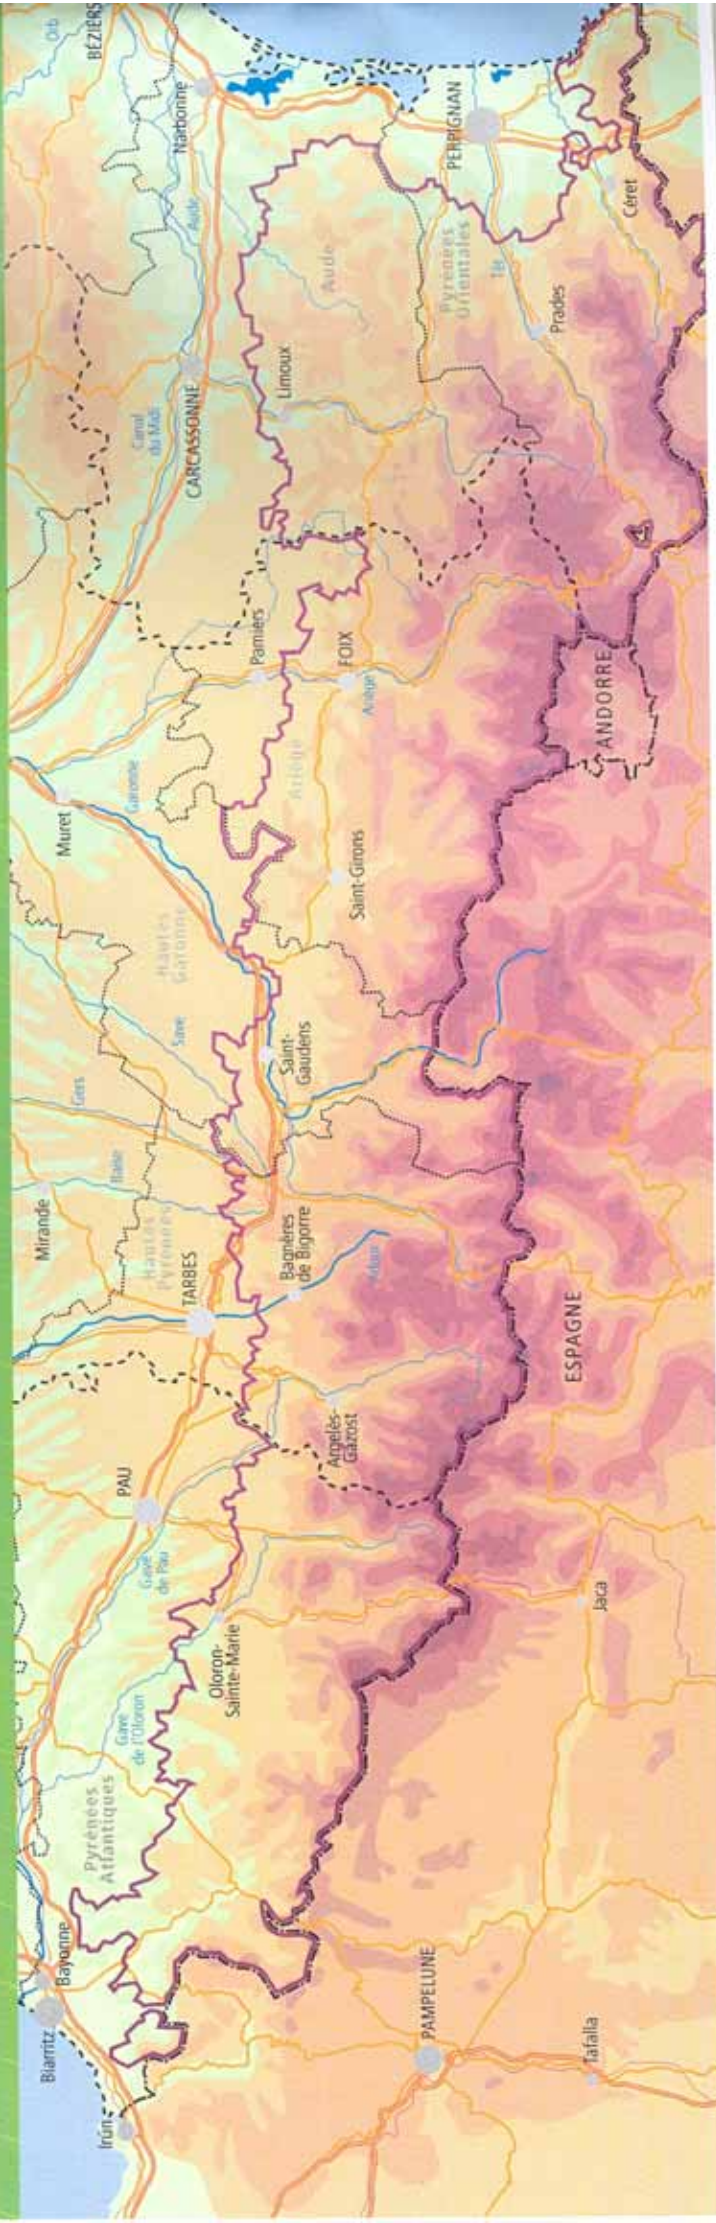 Irún
Biarritz
Bayonne
Pyrénées
Atlantiques
Gave
de l'Oloron
Oloron-
Sainte-Marie
Gave
de Pau
PAU
PAMPELUNE
Tafalla
Jaca
Argelès-
Gazost
Mirande
TARBES
Hautes
Pyrénées
Bagnères
de Bigorre
Adour
ESPAGNE
Baïse
Gers
Save
Saint-
Gaudens
Hautes
Garonne
Muret
Garonne
Saint-Girons
Ariège
Pamiers
FOIX
Ariège
ANDORRE
Canal
du Midi
CARCASSONNE
Limoux
Aude
Aude
Narbonne
BÉZIERS
Orb
Pyrénées
Orientales
Têt
Prades
PERPIGNAN
Céret